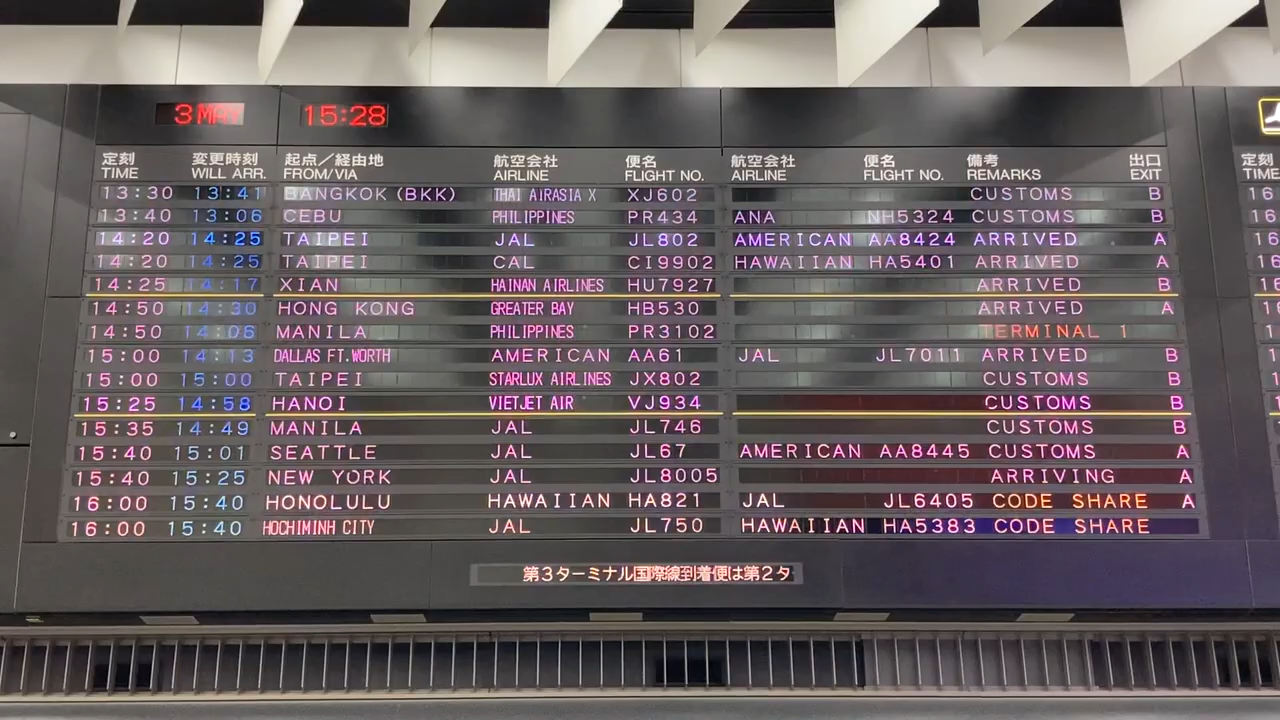 3 MAY 15:28
定刻 変更時刻 起点／経由地 航空会社 便名 航空会社 便名 備考 出口 定刻
TIME WILL ARR. FROM/VIA AIRLINE FLIGHT NO. AIRLINE FLIGHT NO. REMARKS EXIT TIME
13:30 13:41 BANGKOK (BKK) THAI AIRASIA X XJ602 CUSTOMS B 16
13:40 13:06 CEBU PHILIPPINES PR434 ANA NH5324 CUSTOMS B 16
14:20 14:25 TAIPEI JAL JL802 AMERICAN AA8424 ARRIVED A 16
14:20 14:25 TAIPEI CAL CI9902 HAWAIIAN HA5401 ARRIVED A 16
14:25 14:17 XIAN HAINAN AIRLINES HU7927 ARRIVED B 16
14:50 14:30 HONG KONG GREATER BAY HB530 ARRIVED A
14:50 14:06 MANILA PHILIPPINES PR3102 TERMINAL 1
15:00 14:13 DALLAS FT.WORTH AMERICAN AA61 JAL JL7011 ARRIVED B
15:00 15:00 TAIPEI STARLUX AIRLINES JX802 CUSTOMS B
15:25 14:58 HANOI VIETJET AIR VJ934 CUSTOMS B
15:35 14:49 MANILA JAL JL746 CUSTOMS B
15:40 15:01 SEATTLE JAL JL67 AMERICAN AA8445 CUSTOMS A
15:40 15:25 NEW YORK JAL JL8005 ARRIVING A
16:00 15:40 HONOLULU HAWAIIAN HA821 JAL JL6405 CODE SHARE A
16:00 15:40 HOCHIMINH CITY JAL JL750 HAWAIIAN HA5383 CODE SHARE
第3ターミナル国際線到着便は第2タ